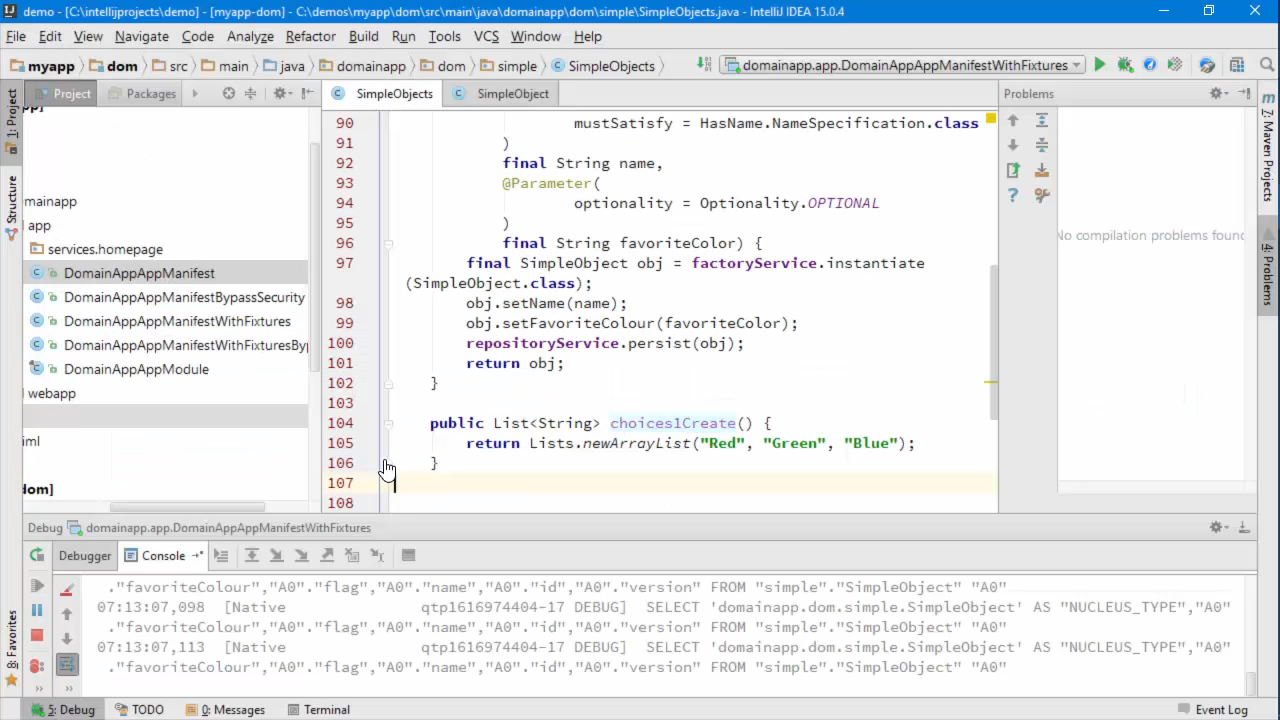 demo - [C:\intellijprojects\demo] - [myapp-dom] - C:\demos\myapp\dom\src\main\java\domainapp\dom\simple\SimpleObjects.java - IntelliJ IDEA 15.0.4
File Edit View Navigate Code Analyze Refactor Build Run Tools VCS Window Help
myapp dom src main java domainapp dom simple SimpleObjects domainapp.app.DomainAppAppManifestWithFixtures
1: Project
Structure
8: Favorites
Project Packages
mainapp
app
services.homepage
DomainAppAppManifest
DomainAppAppManifestBypassSecurity
DomainAppAppManifestWithFixtures
DomainAppAppManifestWithFixturesByp
DomainAppAppModule
webapp
SimpleObjects SimpleObject
90 mustSatisfy = HasName.NameSpecification.class
91 )
92 final String name,
93 @Parameter(
94 optionality = Optionality.OPTIONAL
95 )
96 final String favoriteColor) {
97 final SimpleObject obj = factoryService.instantiate
(SimpleObject.class);
98 obj.setName(name);
99 obj.setFavoriteColour(favoriteColor);
100 repositoryService.persist(obj);
101 return obj;
102 }
103
104 public List<String> choices1Create() {
105 return Lists.newArrayList("Red", "Green", "Blue");
106 }
107
108
Problems
No compilation problems found
Maven Projects
4: Problems
Debug domainapp.app.DomainAppAppManifestWithFixtures
Debugger Console
."favoriteColour","A0"."flag","A0"."name","A0"."id","A0"."version" FROM "simple"."SimpleObject" "A0"
07:13:07,098 [Native qtp1616974404-17 DEBUG] SELECT 'domainapp.dom.simple.SimpleObject' AS "NUCLEUS_TYPE","A0"
."favoriteColour","A0"."flag","A0"."name","A0"."id","A0"."version" FROM "simple"."SimpleObject" "A0"
07:13:07,113 [Native qtp1616974404-17 DEBUG] SELECT 'domainapp.dom.simple.SimpleObject' AS "NUCLEUS_TYPE","A0"
."favoriteColour","A0"."flag","A0"."name","A0"."id","A0"."version" FROM "simple"."SimpleObject" "A0"
5: Debug TODO 0: Messages Terminal Event Log